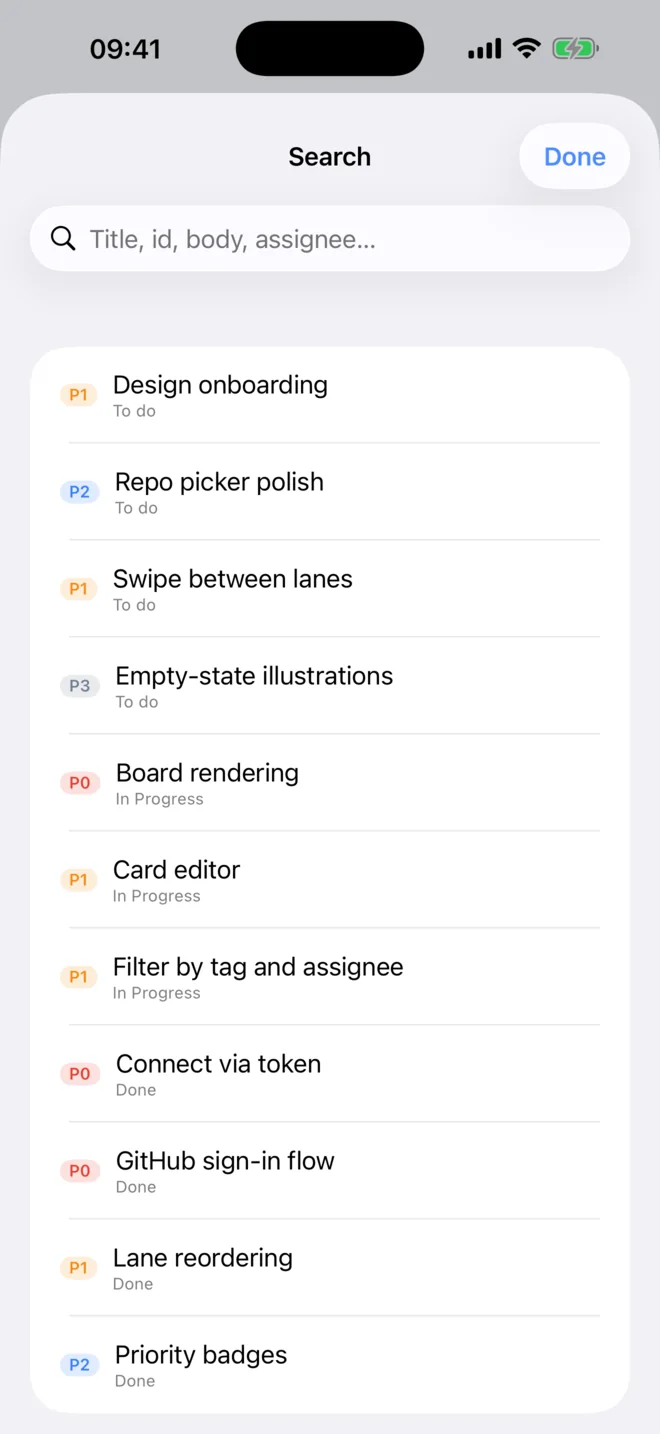 09:41
Search
Done
Title, id, body, assignee...
P1
Design onboarding
To do
P2
Repo picker polish
To do
P1
Swipe between lanes
To do
P3
Empty-state illustrations
To do
P0
Board rendering
In Progress
P1
Card editor
In Progress
P1
Filter by tag and assignee
In Progress
P0
Connect via token
Done
P0
GitHub sign-in flow
Done
P1
Lane reordering
Done
P2
Priority badges
Done